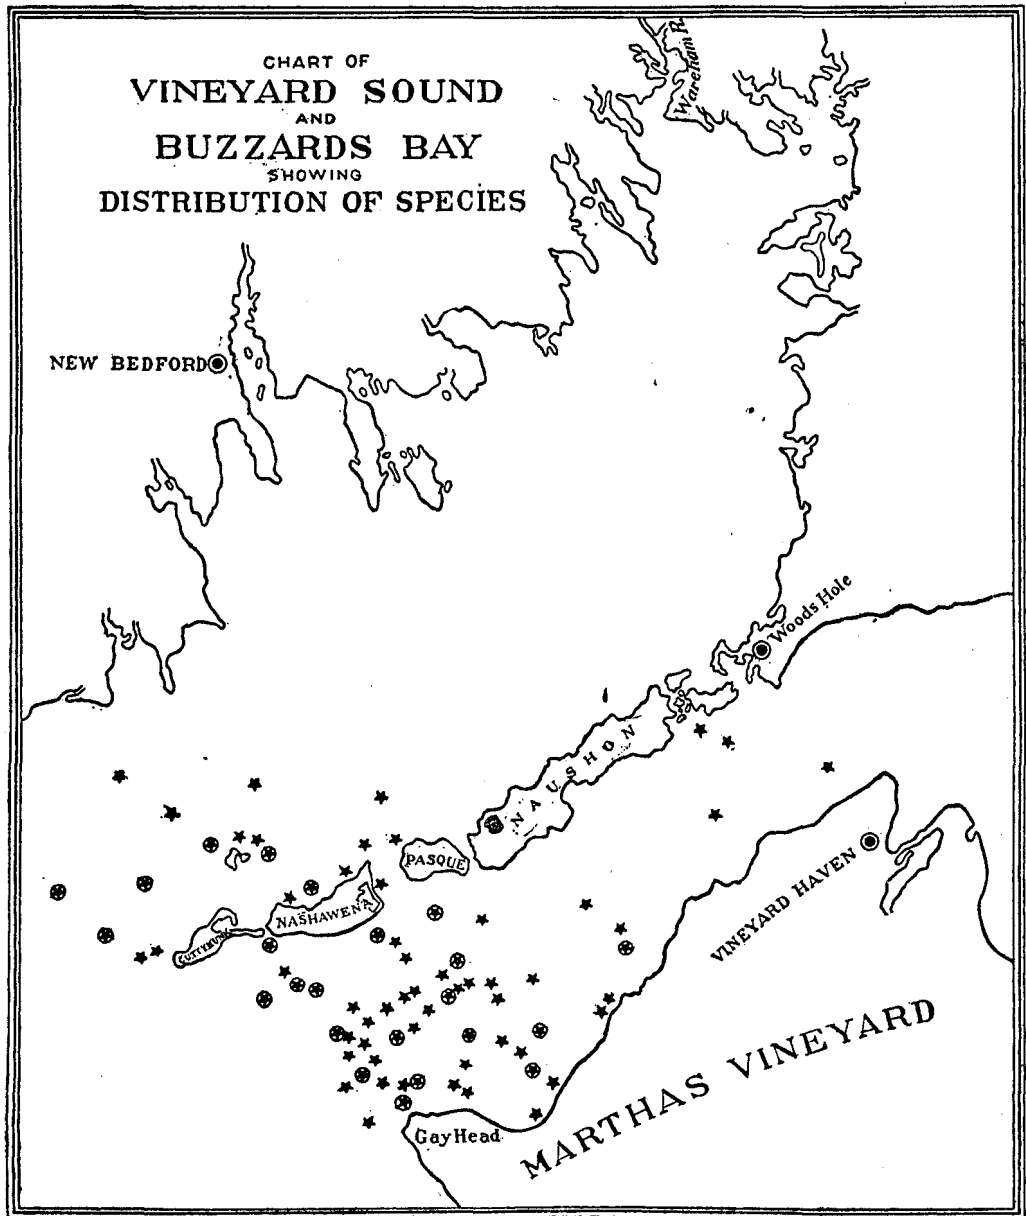 CHART OF
VINEYARD SOUND
AND
BUZZARDS BAY
SHOWING
DISTRIBUTION OF SPECIES
Wareham R.
NEW BEDFORD
Woods Hole
NAUSHON
PASQUE
NASHAWENA
CUTTYHUNK
VINEYARD HAVEN
MARTHAS VINEYARD
Gay Head